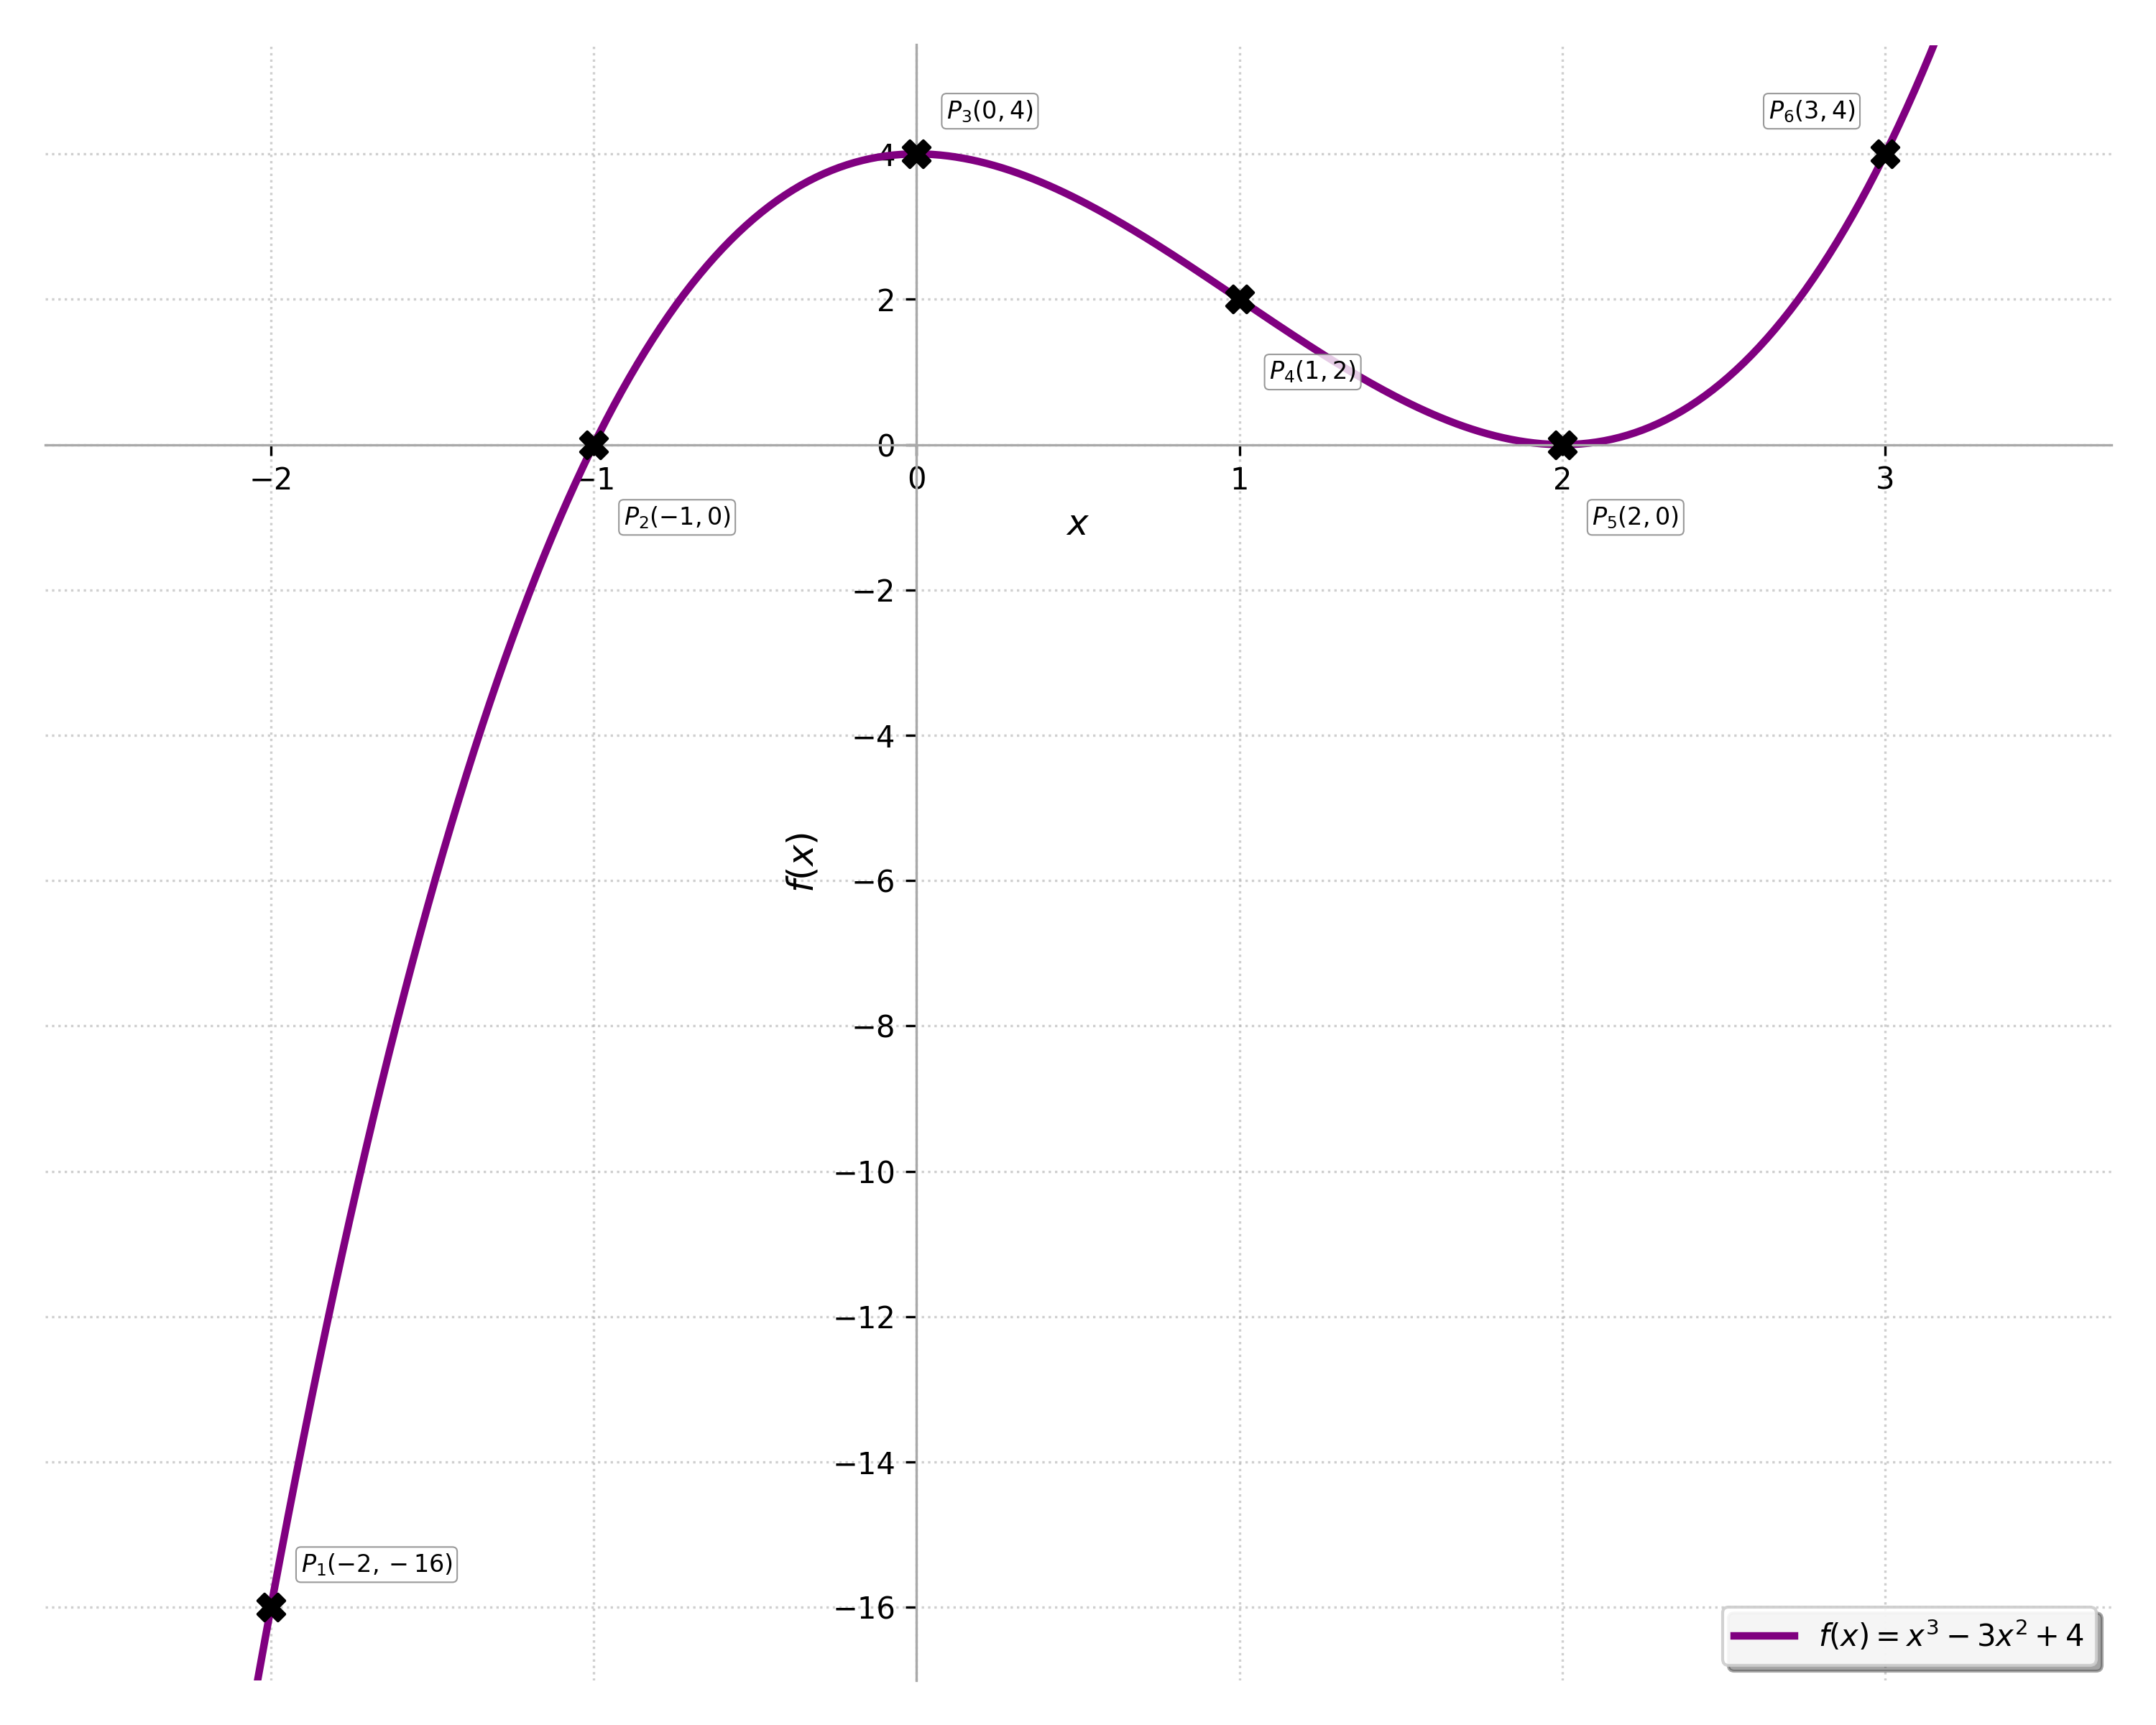 P₃(0, 4)
P₆(3, 4)
4
2
P₄(1, 2)
0
−2
−1
0
1
2
3
P₂(−1, 0)
x
P₅(2, 0)
−2
−4
f(x)
−6
−8
−10
−12
−14
P₁(−2, −16)
−16
f(x) = x³ − 3x² + 4